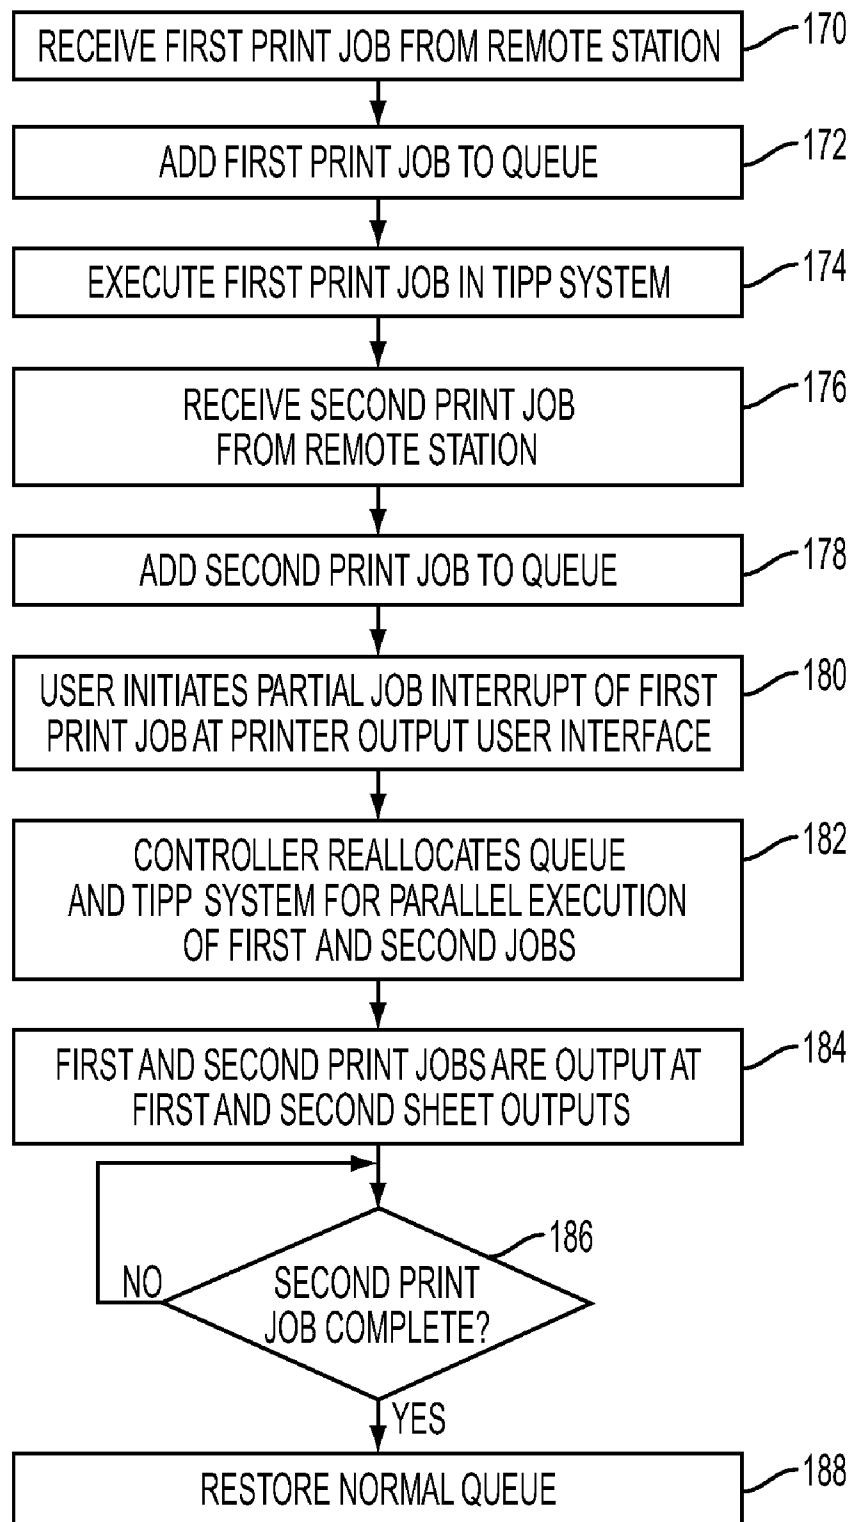 RECEIVE FIRST PRINT JOB FROM REMOTE STATION
170
ADD FIRST PRINT JOB TO QUEUE
172
EXECUTE FIRST PRINT JOB IN TIPP SYSTEM
174
RECEIVE SECOND PRINT JOB
FROM REMOTE STATION
176
ADD SECOND PRINT JOB TO QUEUE
178
USER INITIATES PARTIAL JOB INTERRUPT OF FIRST
PRINT JOB AT PRINTER OUTPUT USER INTERFACE
180
CONTROLLER REALLOCATES QUEUE
AND TIPP SYSTEM FOR PARALLEL EXECUTION
OF FIRST AND SECOND JOBS
182
FIRST AND SECOND PRINT JOBS ARE OUTPUT AT
FIRST AND SECOND SHEET OUTPUTS
184
186
NO
SECOND PRINT
JOB COMPLETE?
YES
RESTORE NORMAL QUEUE
188